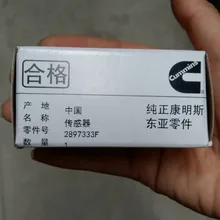 合格
Cummins
产地 中国
名称 传感器
零件号 2897333F
数量 1
纯正康明斯
东亚零件